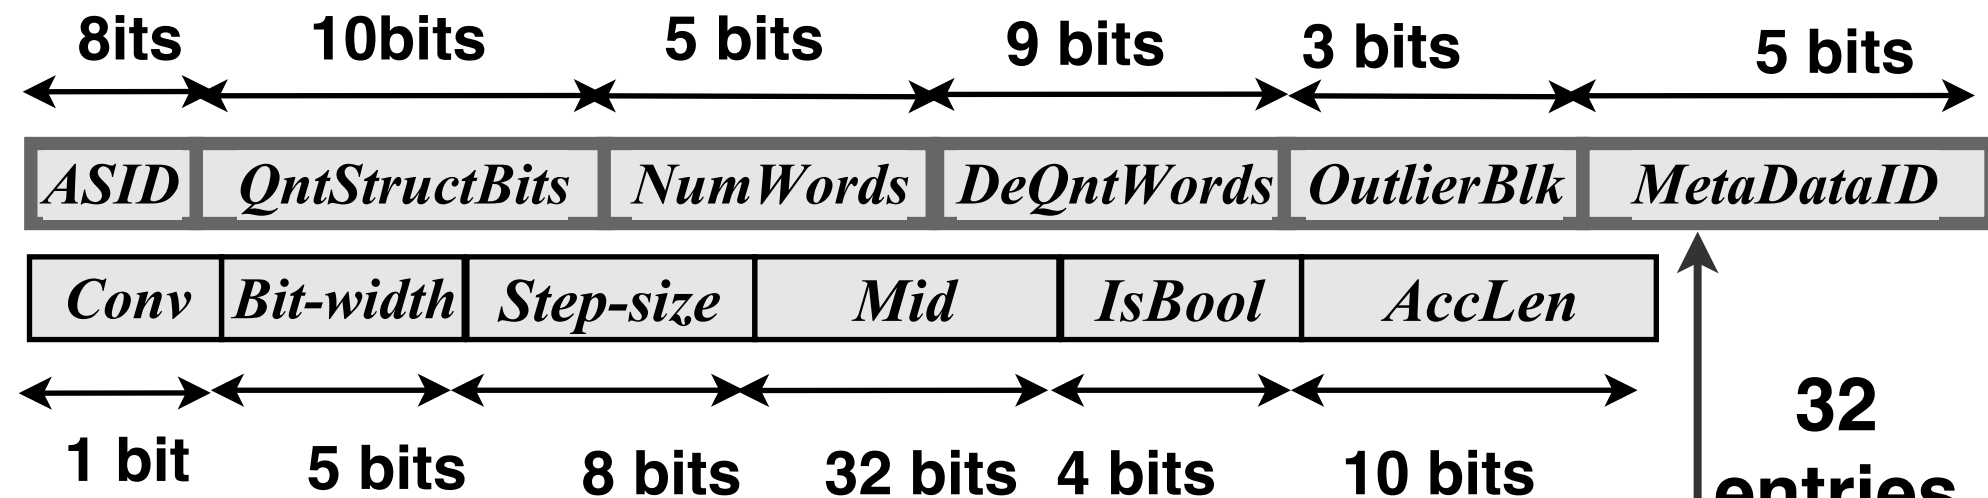 8its 10bits 5 bits 9 bits 3 bits 5 bits
ASID QntStructBits NumWords DeQntWords OutlierBlk MetaDataID
Conv Bit-width Step-size Mid IsBool AccLen
1 bit 5 bits 8 bits 32 bits 4 bits 10 bits
32
entries